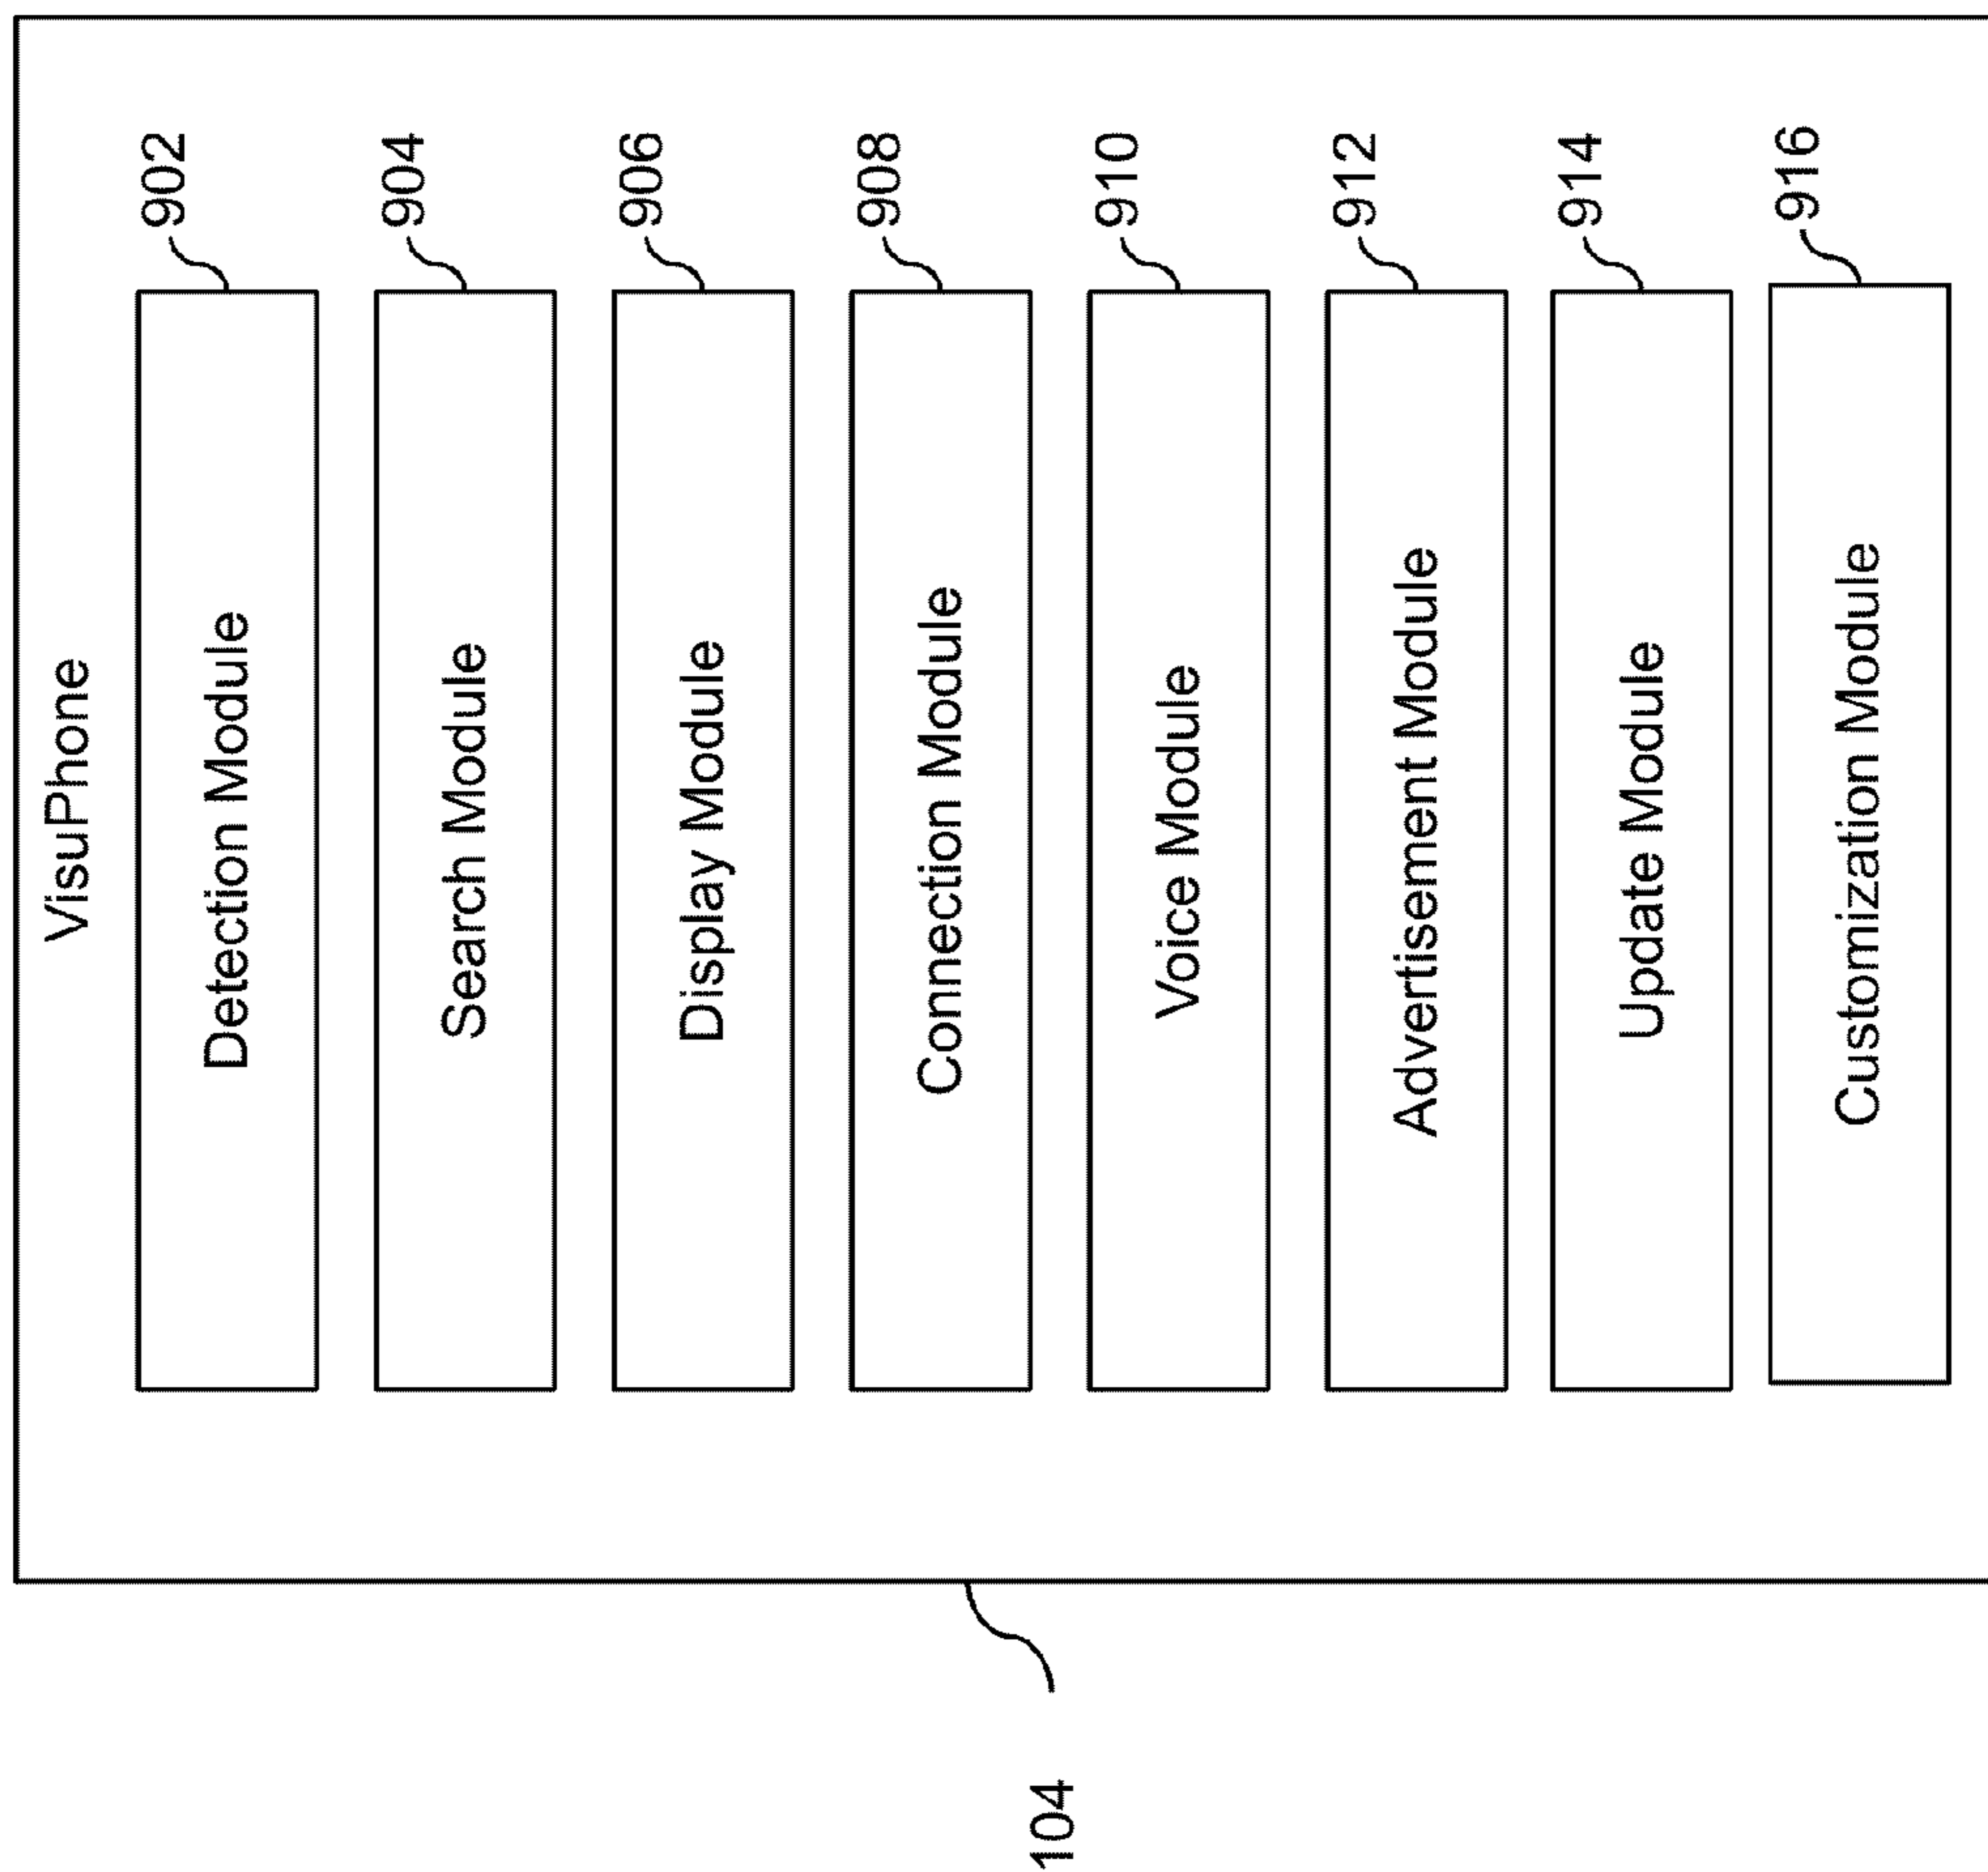 VisuPhone
Detection Module
902
Search Module
904
Display Module
906
Connection Module
908
Voice Module
910
Advertisement Module
912
Update Module
914
Customization Module
916
104